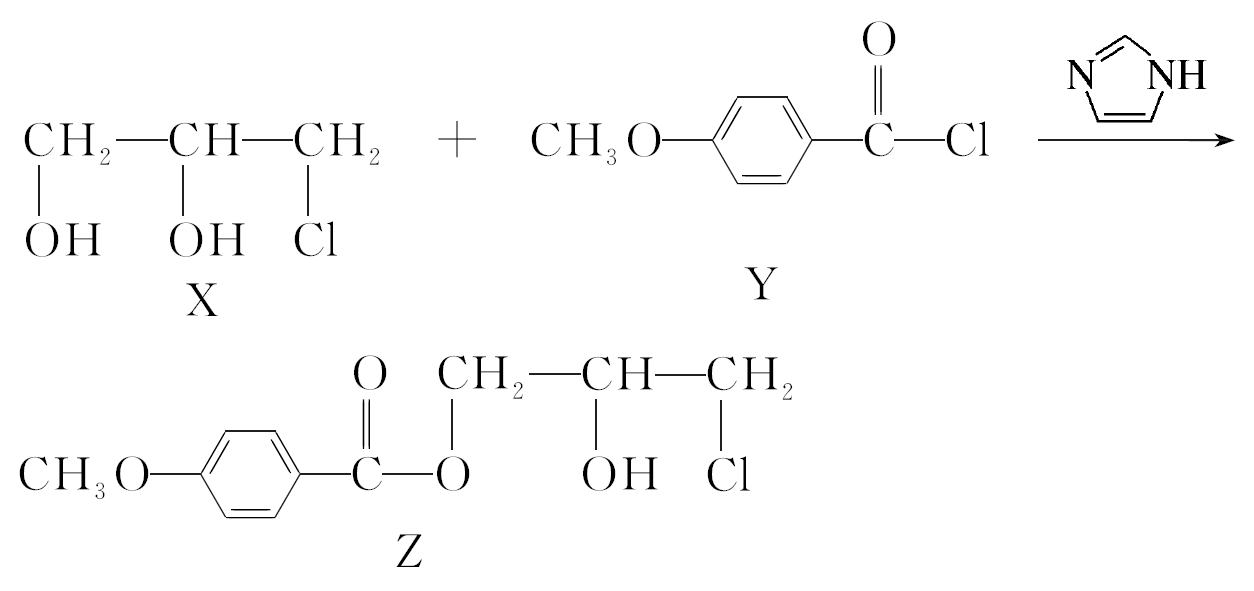 O N NH
CH₂ CH CH₂ + CH₃O C Cl
OH OH Cl
X Y
O CH₂ CH CH₂
CH₃O C O OH Cl
Z